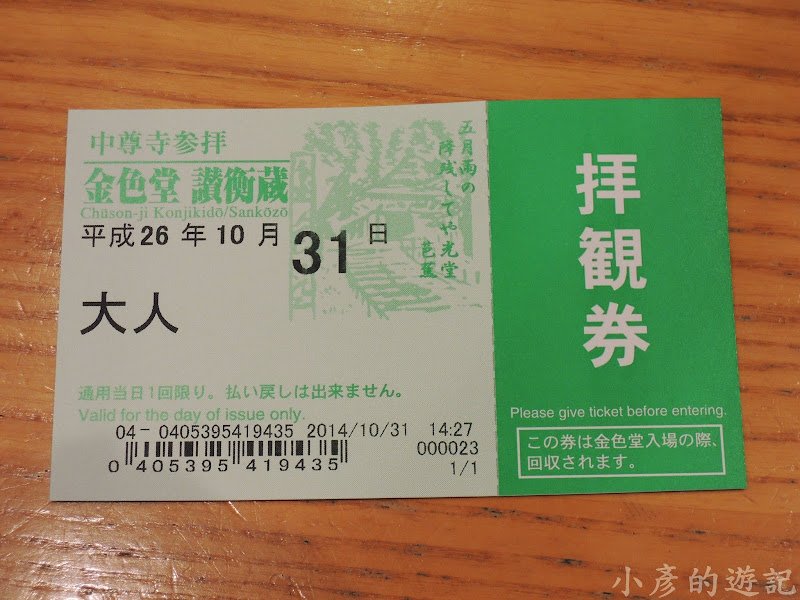 中尊寺参拝
金色堂 讃衡蔵
Chūson-ji Konjikidō/Sankōzō
平成26年10月31日
大人
五月雨の
降残してや光堂
芭蕉
通用当日1回限り。払い戻しは出来ません。
Valid for the day of issue only.
04- 0405395419435 2014/10/31 14:27
000023
0 405395 419435
1/1
拝観券
Please give ticket before entering.
この券は金色堂入場の際、
回収されます。
小彥的遊記